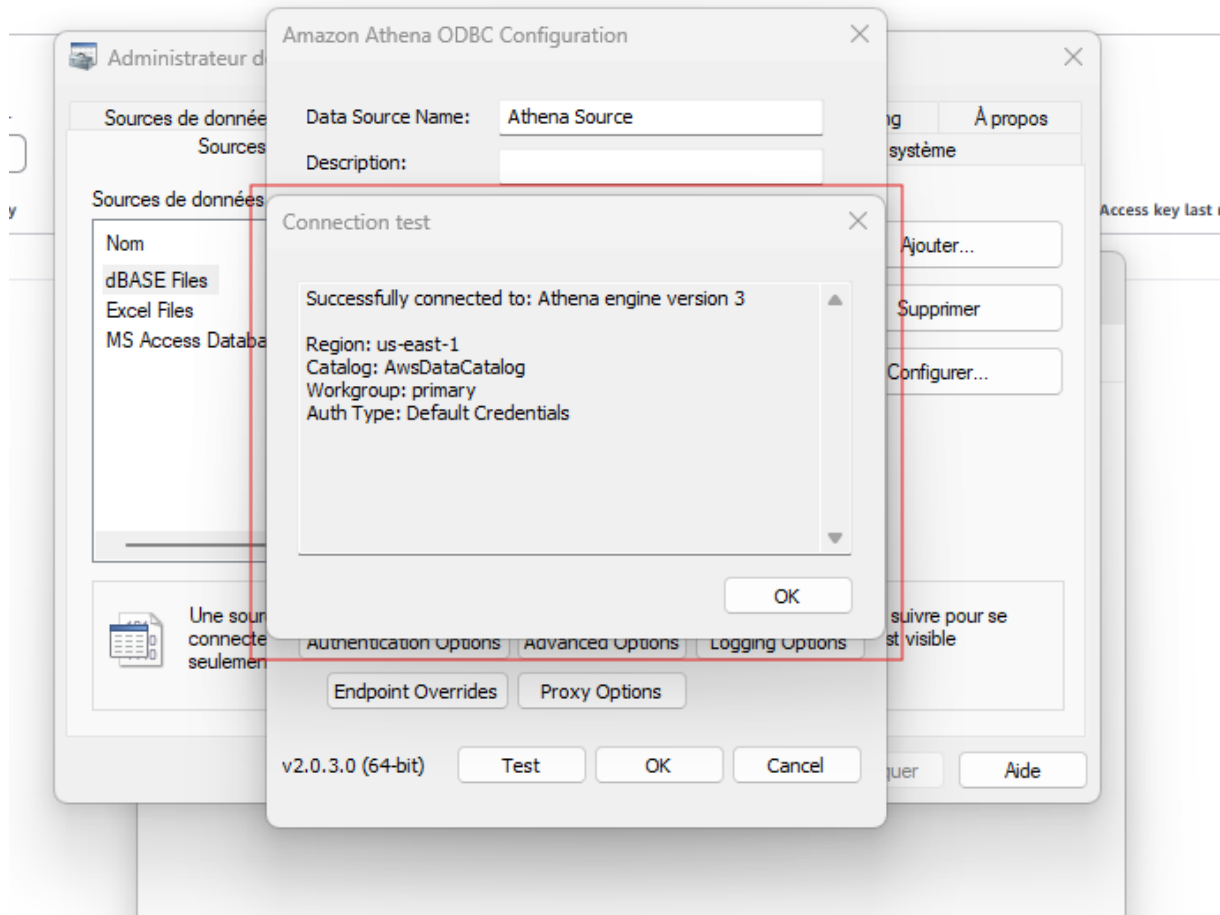 Amazon Athena ODBC Configuration
Administrateur d
Data Source Name: Athena Source
Description:
Sources de donnée
À propos
Sources
système
Sources de données
Access key last
Connection test
Nom
dBASE Files
Excel Files
MS Access Databa
Ajouter...
Supprimer
Configurer...
Successfully connected to: Athena engine version 3
Region: us-east-1
Catalog: AwsDataCatalog
Workgroup: primary
Auth Type: Default Credentials
OK
Une sour
connecte
seulemen
suivre pour se
st visible
Authentication Options Advanced Options Logging Options
Endpoint Overrides Proxy Options
v2.0.3.0 (64-bit) Test OK Cancel
quer Aide